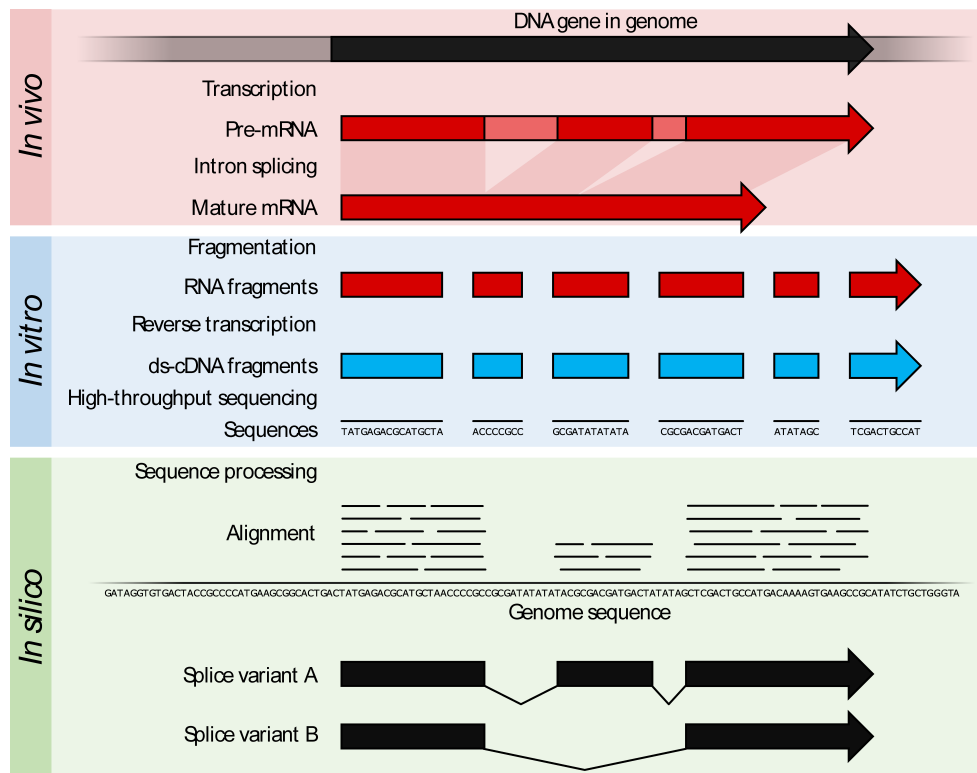 In vivo
DNA gene in genome
Transcription
Pre-mRNA
Intron splicing
Mature mRNA
In vitro
Fragmentation
RNA fragments
Reverse transcription
ds-cDNA fragments
High-throughput sequencing
Sequences TATGAGACGCATGCTA ACCCCGCC GCGATATATATA CGCGACGATGACT ATATAGC TCGACTGCCAT
In silico
Sequence processing
Alignment
GATAGGTGTGACTACCGCCCCATGAAGCGGCACTGACTATGAGACGCATGCTAACCCCGCCGCGATATATATACGCGACGATGACTATATAGCTCGACTGCCATGACAAAAGTGAAGCCGCATATCTGCTGGGTA
Genome sequence
Splice variant A
Splice variant B